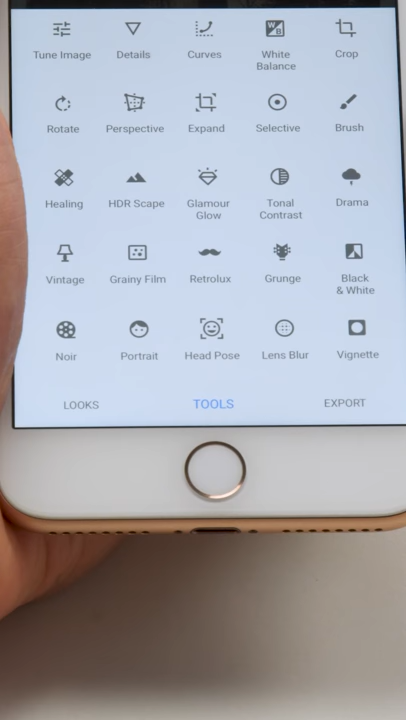 Tune Image Details Curves White Balance Crop
Rotate Perspective Expand Selective Brush
Healing HDR Scape Glamour Glow Tonal Contrast Drama
Vintage Grainy Film Retrolux Grunge Black & White
Noir Portrait Head Pose Lens Blur Vignette
LOOKS TOOLS EXPORT